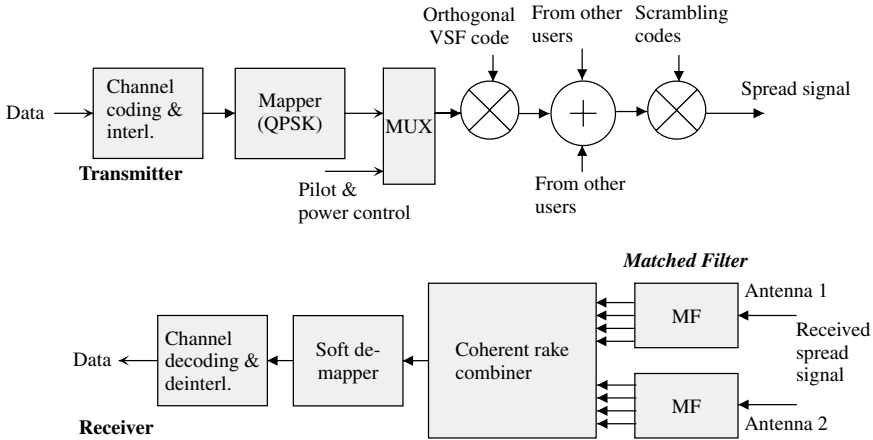 Orthogonal
VSF code
From other
users
Scrambling
codes
Data
Channel
coding &
interl.
Mapper
(QPSK)
MUX
+
Spread signal
Transmitter
Pilot &
power control
From other
users
Matched Filter
Data
Channel
decoding &
deinterl.
Soft de-
mapper
Coherent rake
combiner
MF
Antenna 1
Received
spread
signal
MF
Antenna 2
Receiver